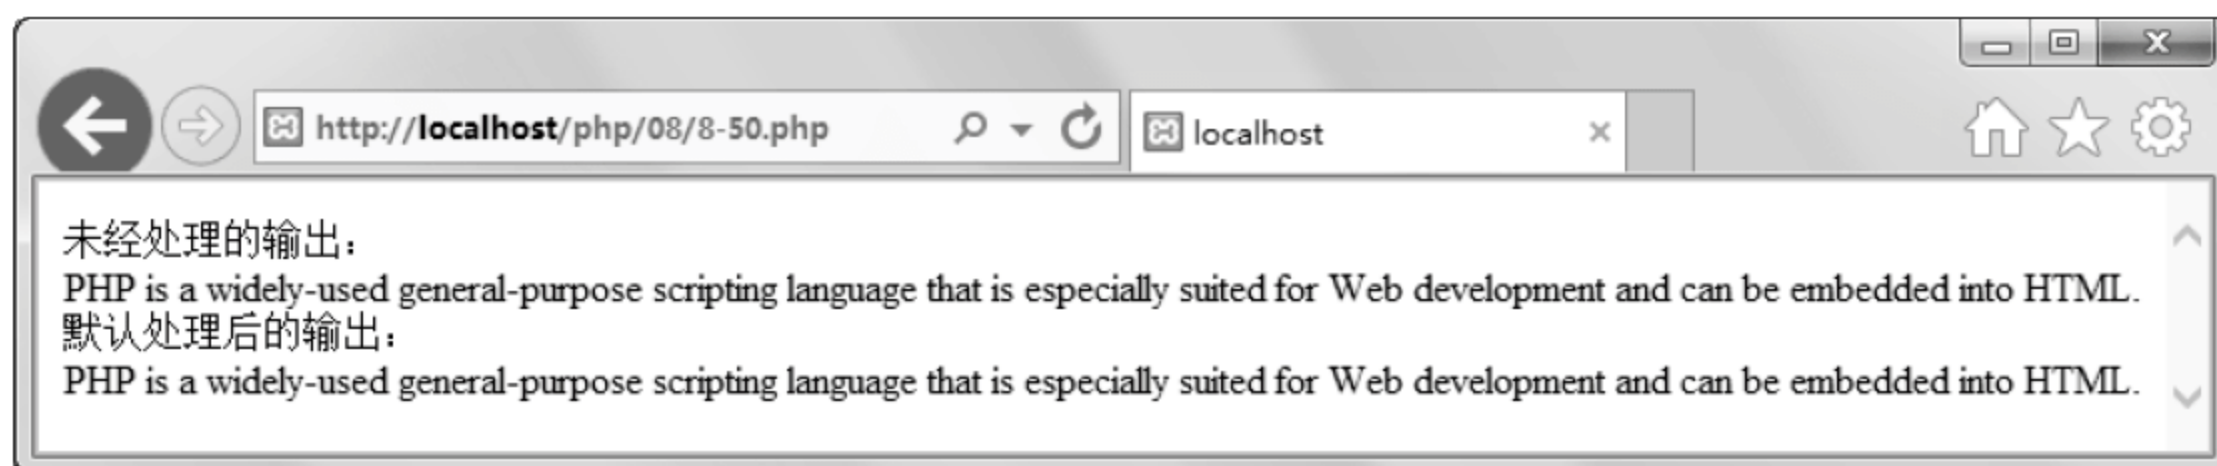 http://localhost/php/08/8-50.php
localhost
未经处理的输出：
PHP is a widely-used general-purpose scripting language that is especially suited for Web development and can be embedded into HTML.
默认处理后的输出：
PHP is a widely-used general-purpose scripting language that is especially suited for Web development and can be embedded into HTML.